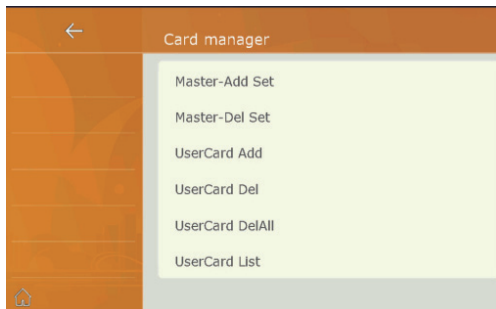 Card manager
Master-Add Set
Master-Del Set
UserCard Add
UserCard Del
UserCard DelAll
UserCard List